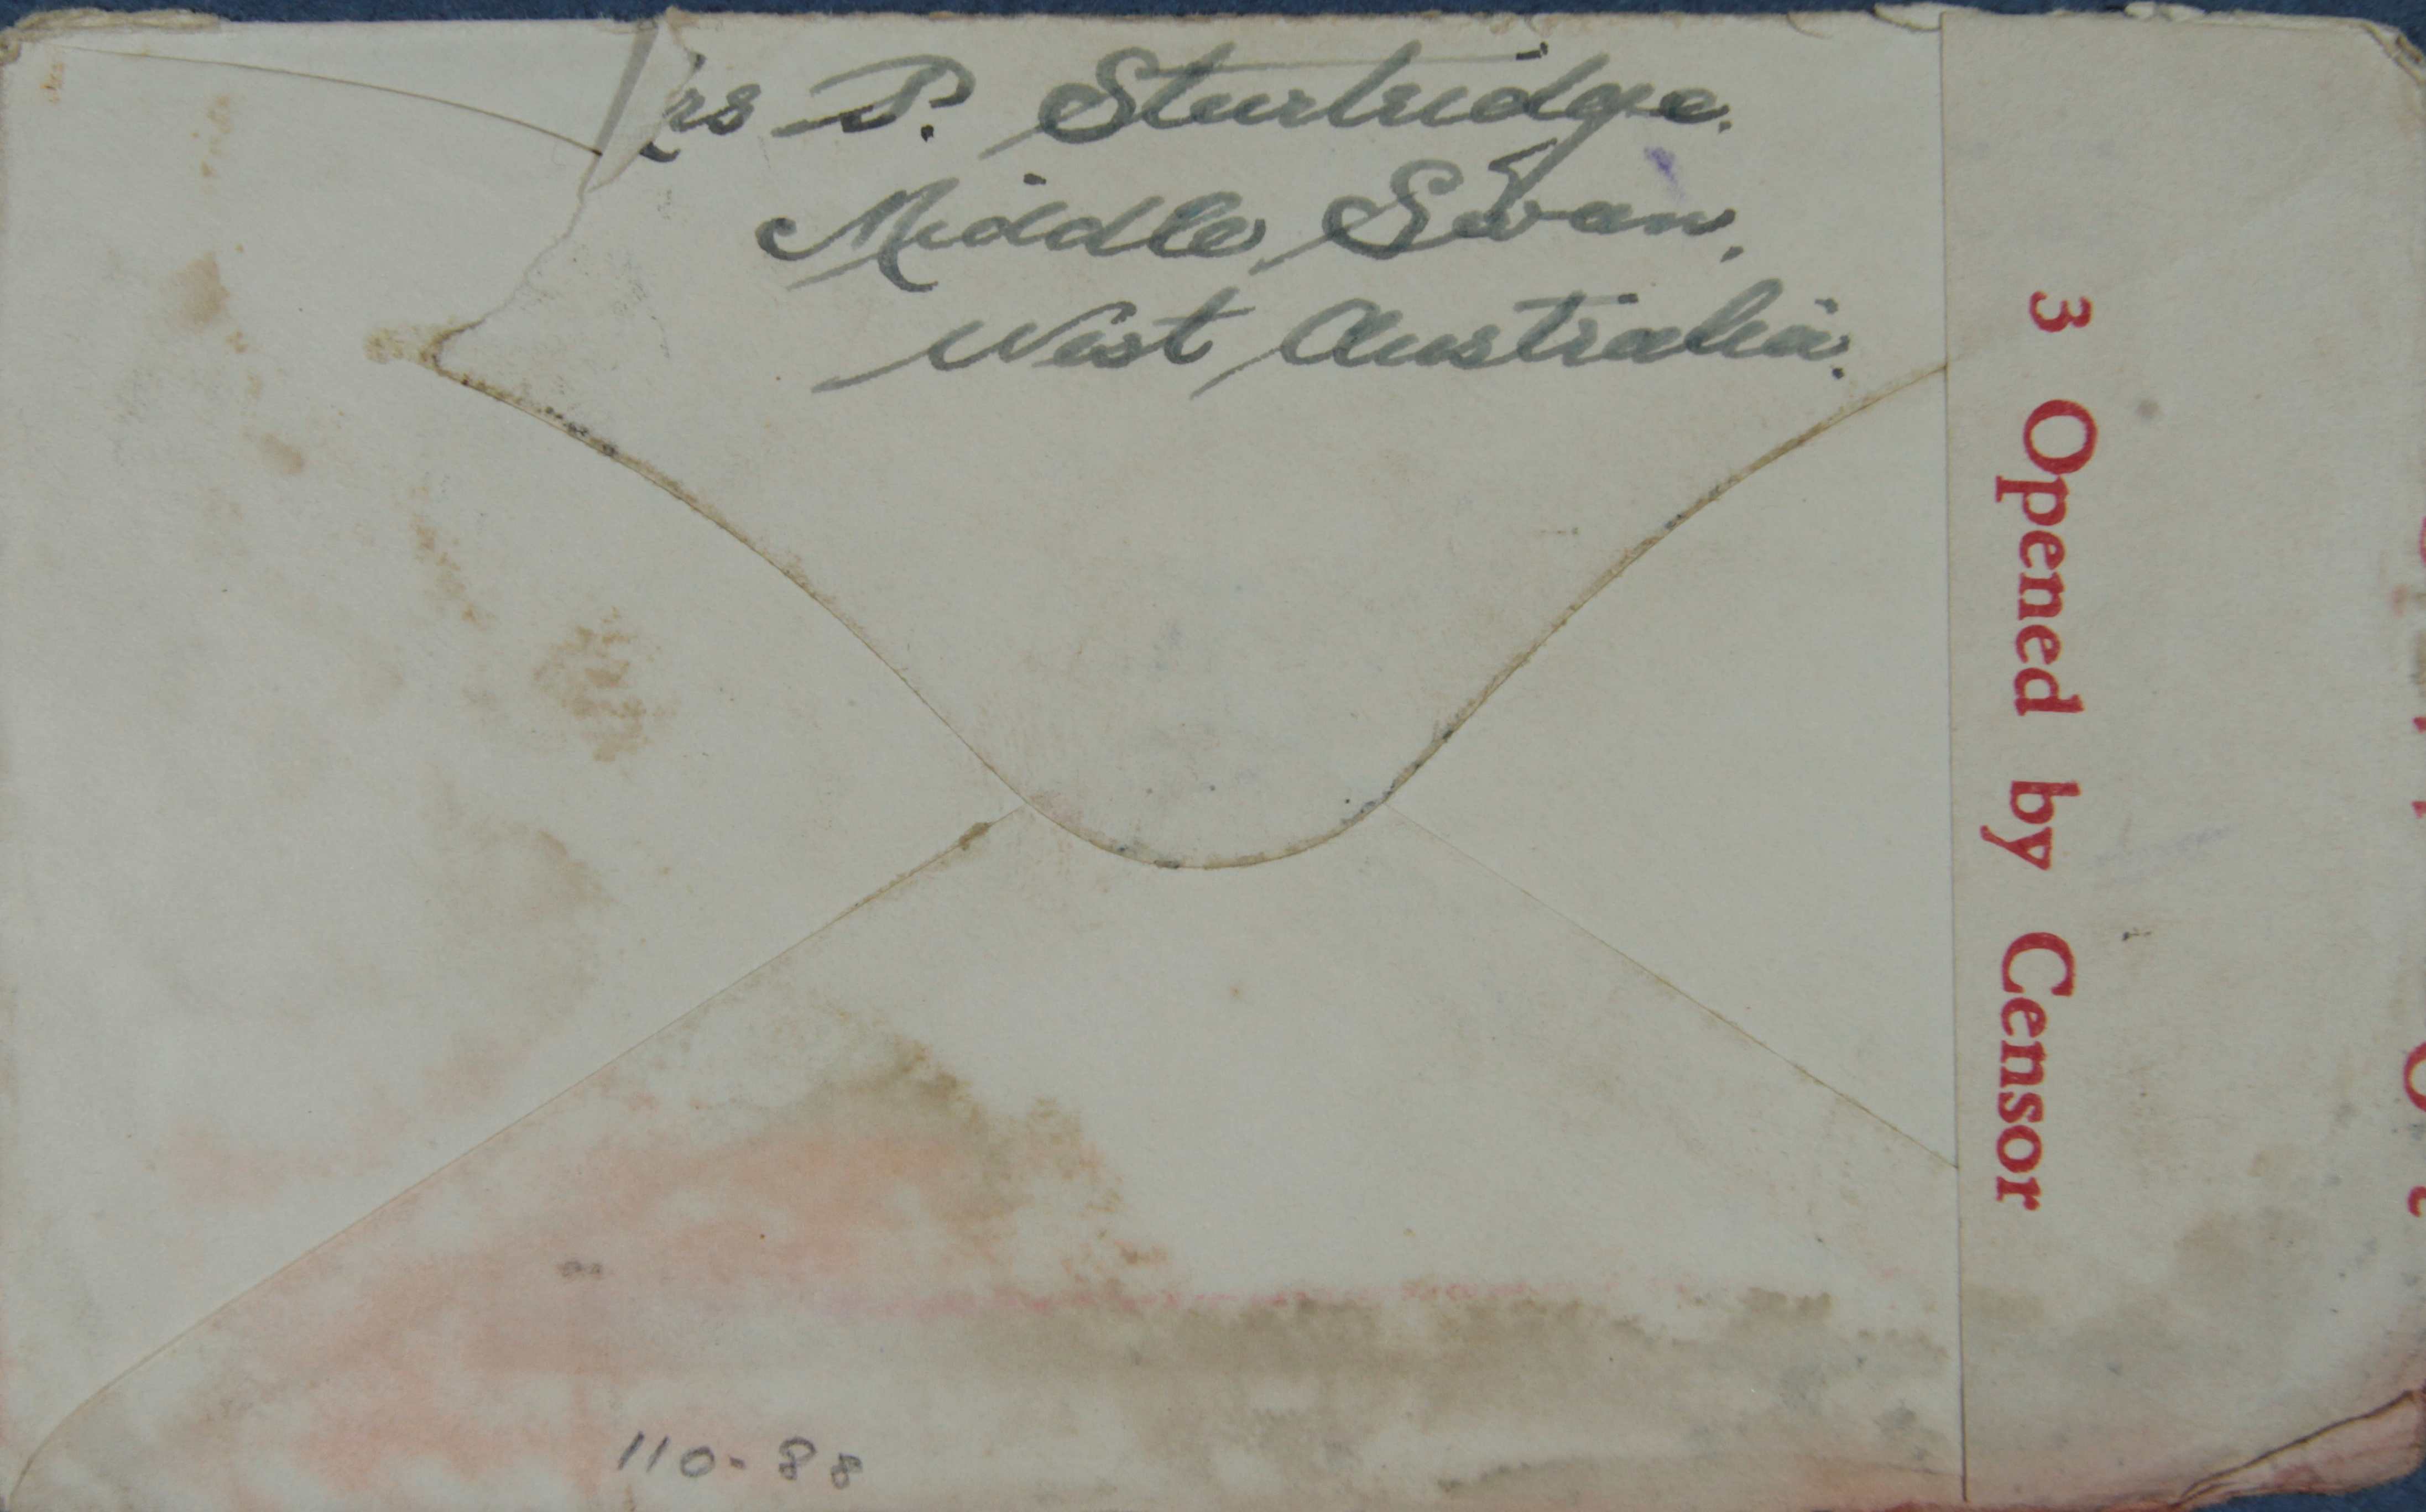 rs P. Sturtridge.
Middle Swan.
West Australia.
3 Opened by Censor
110-88